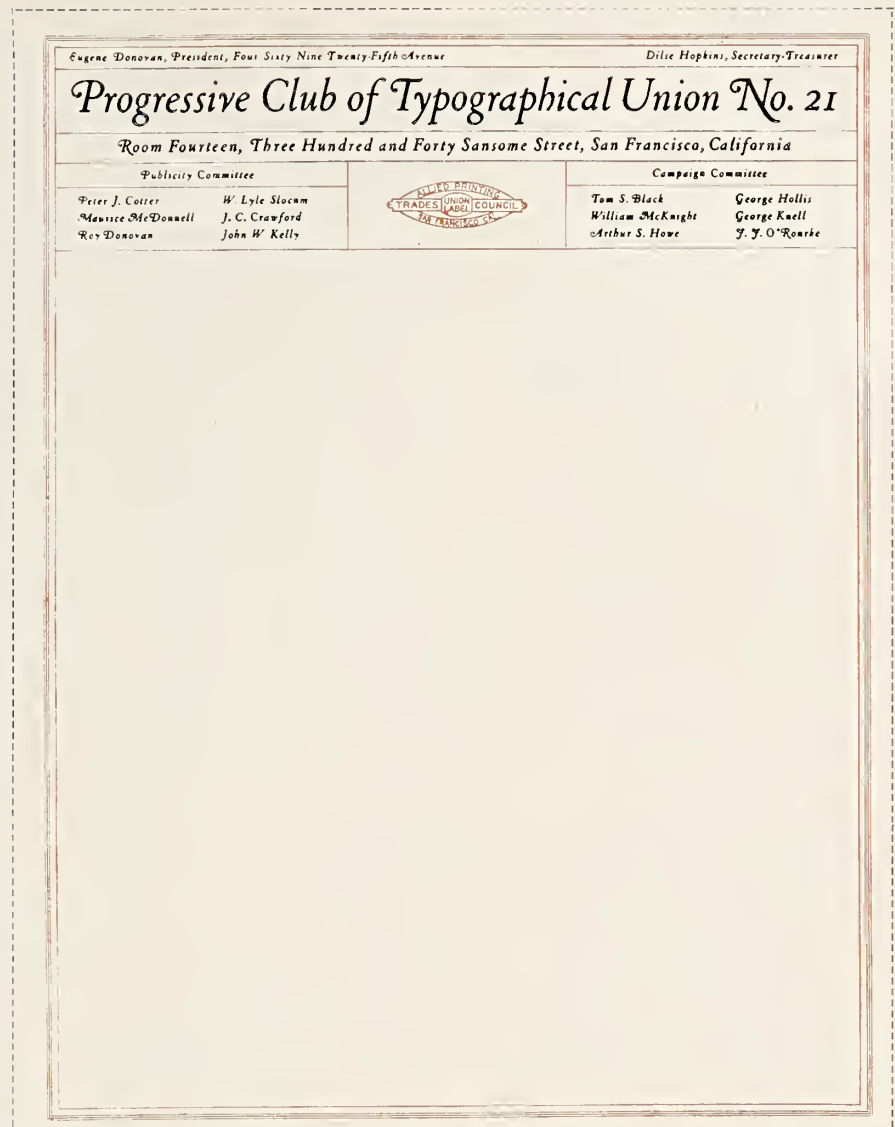 Eugene Donovan, President, Four Sixty Nine Twenty-Fifth Avenue
Dilse Hopkins, Secretary-Treasurer
Progressive Club of Typographical Union No. 21
Room Fourteen, Three Hundred and Forty Sansome Street, San Francisco, California
Publicity Committee
Peter J. Cotter W. Lyle Slocum
Maurice McDonnell J. C. Crawford
Roy Donovan John W Kelly
ALLIED PRINTING
TRADES UNION LABEL COUNCIL
SAN FRANCISCO CAL
Campaign Committee
Tom S. Black George Hollis
William McKnight George Knell
Arthur S. Howe J. J. O'Rourke